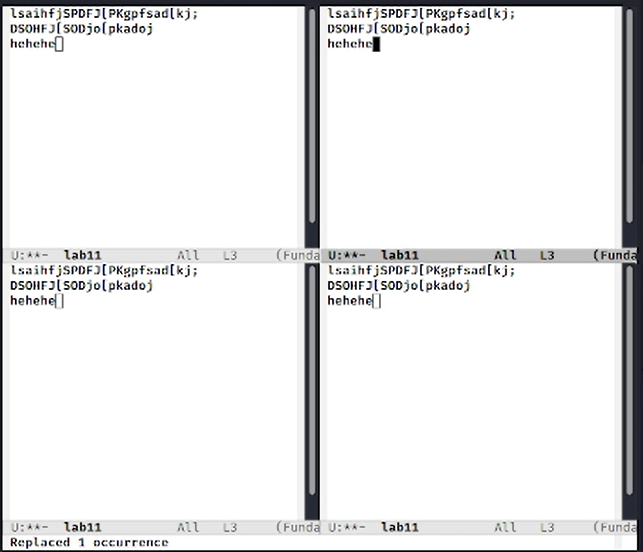 lsaihfjSPDFJ[PKgpfsad[kj;
DSOHFJ[SODjo[pkadoj
hehehe
U:**-  lab11          All   L3     (Funda
lsaihfjSPDFJ[PKgpfsad[kj;
DSOHFJ[SODjo[pkadoj
hehehe
U:**-  lab11          All   L3     (Funda
lsaihfjSPDFJ[PKgpfsad[kj;
DSOHFJ[SODjo[pkadoj
hehehe
U:**-  lab11          All   L3     (Funda
lsaihfjSPDFJ[PKgpfsad[kj;
DSOHFJ[SODjo[pkadoj
hehehe
U:**-  lab11          All   L3     (Funda
Replaced 1 occurrence